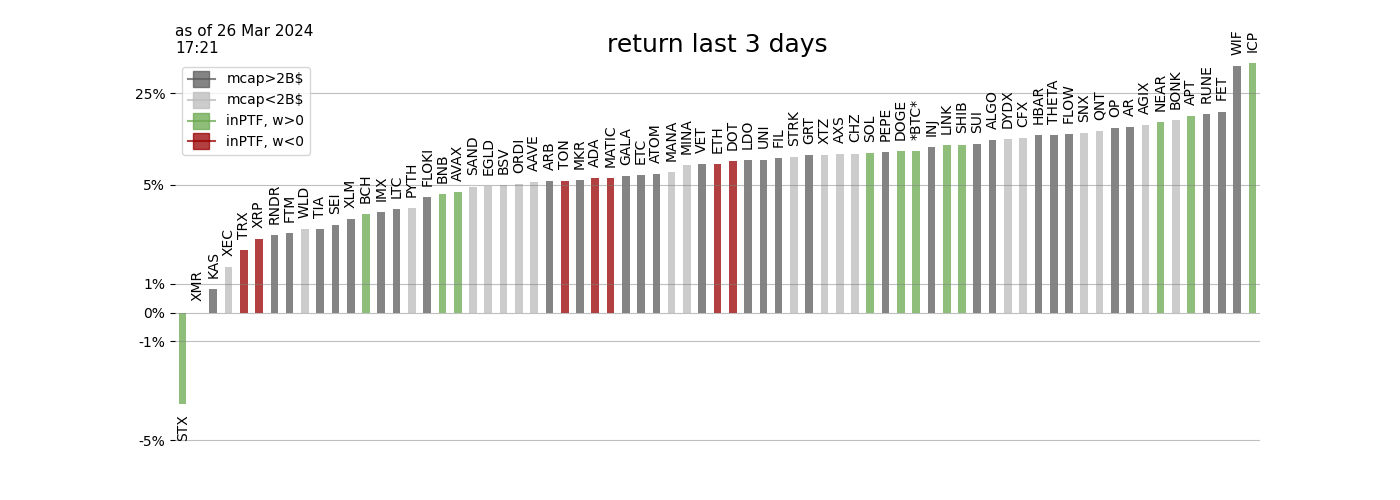 as of 26 Mar 2024
17:21
return last 3 days
mcap>2B$
mcap<2B$
inPTF, w>0
inPTF, w<0
25%
5%
1%
0%
-1%
-5%
STX
XMR
KAS
XEC
TRX
XRP
RNDR
FTM
WLD
TIA
SEI
XLM
BCH
IMX
LTC
PYTH
FLOKI
BNB
AVAX
SAND
EGLD
BSV
ORDI
AAVE
ARB
TON
MKR
ADA
MATIC
GALA
ETC
ATOM
MANA
MINA
VET
ETH
DOT
LDO
UNI
FIL
STRK
GRT
XTZ
AXS
CHZ
SOL
PEPE
DOGE
*BTC*
INJ
LINK
SHIB
SUI
ALGO
DYDX
CFX
HBAR
THETA
FLOW
SNX
QNT
OP
AR
AGIX
NEAR
BONK
APT
RUNE
FET
WIF
ICP